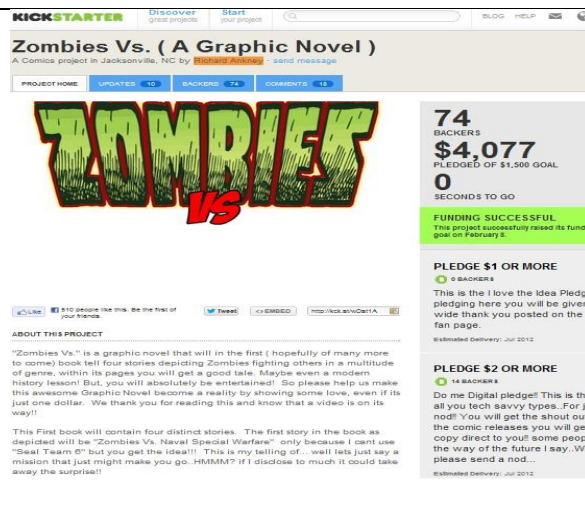 KICKSTARTER
Discover
great projects
Start
your project
BLOG HELP
Zombies Vs. ( A Graphic Novel )
A Comics project in Jacksonville, NC by Richard Ankney · send message
PROJECT HOME UPDATES 10 BACKERS 74 COMMENTS 18
ZOMBIES
VS
74
BACKERS
$4,077
PLEDGED OF $1,500 GOAL
0
SECONDS TO GO
FUNDING SUCCESSFUL
This project successfully raised its fund
goal on February 8.
PLEDGE $1 OR MORE
0 BACKERS
This is the I love the Idea Pledg
pledging here you will be given
wide thank you posted on the
fan page.
Estimated Delivery: Jul 2012
PLEDGE $2 OR MORE
14 BACKERS
Do me Digital pledge!! This is th
all you tech savvy types..For j
nod!! You will get the shout ou
the comic releases you will ge
copy direct to you!! some peop
the way of the future I say..W
please send a nod...
Estimated Delivery: Jul 2012
Like 510 people like this. Be the first of
your friends.
Tweet <> EMBED
ABOUT THIS PROJECT
"Zombies Vs." is a graphic novel that will in the first ( hopefully of many more
to come) book tell four stories depicting Zombies fighting others in a multitude
of genre, within its pages you will get a good tale. Maybe even a modern
history lesson! But, you will absolutely be entertained! So please help us make
this awesome Graphic Novel become a reality by showing some love, even if its
just one dollar. We thank you for reading this and know that a video is on its
way!!
This First book will contain four distinct stories. The first story in the book as
depicted will be "Zombies Vs. Naval Special Warfare" only because I cant use
"Seal Team 6" but you get the idea!!! This is my telling of... well lets just say a
mission that just might make you go..HMMM? if I disclose to much it could take
away the surprise!!